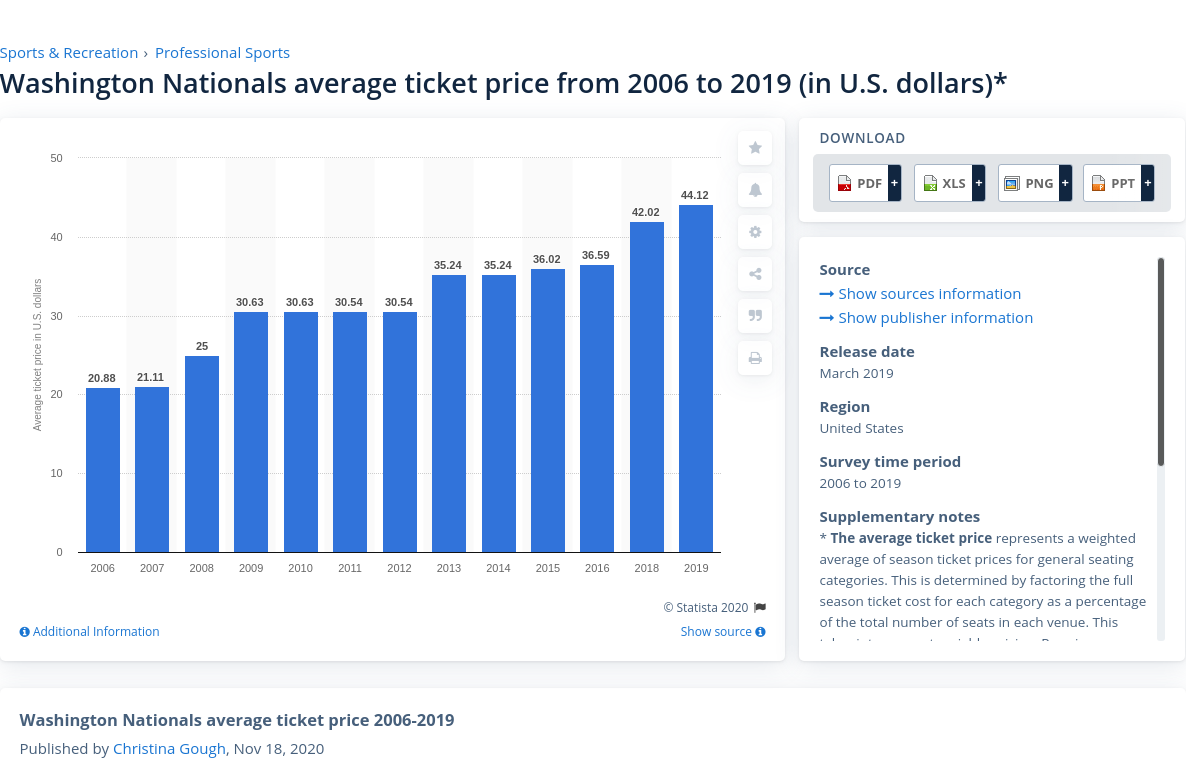 Sports & Recreation › Professional Sports
Washington Nationals average ticket price from 2006 to 2019 (in U.S. dollars)*
Average ticket price in U.S. dollars
50
40
30
20
10
0
20.88
21.11
25
30.63
30.63
30.54
30.54
35.24
35.24
36.02
36.59
42.02
44.12
2006 2007 2008 2009 2010 2011 2012 2013 2014 2015 2016 2018 2019
© Statista 2020
Additional Information
Show source
DOWNLOAD
PDF + XLS + PNG + PPT +
Source
Show sources information
Show publisher information
Release date
March 2019
Region
United States
Survey time period
2006 to 2019
Supplementary notes
* The average ticket price represents a weighted
average of season ticket prices for general seating
categories. This is determined by factoring the full
season ticket cost for each category as a percentage
of the total number of seats in each venue. This
Washington Nationals average ticket price 2006-2019
Published by Christina Gough, Nov 18, 2020